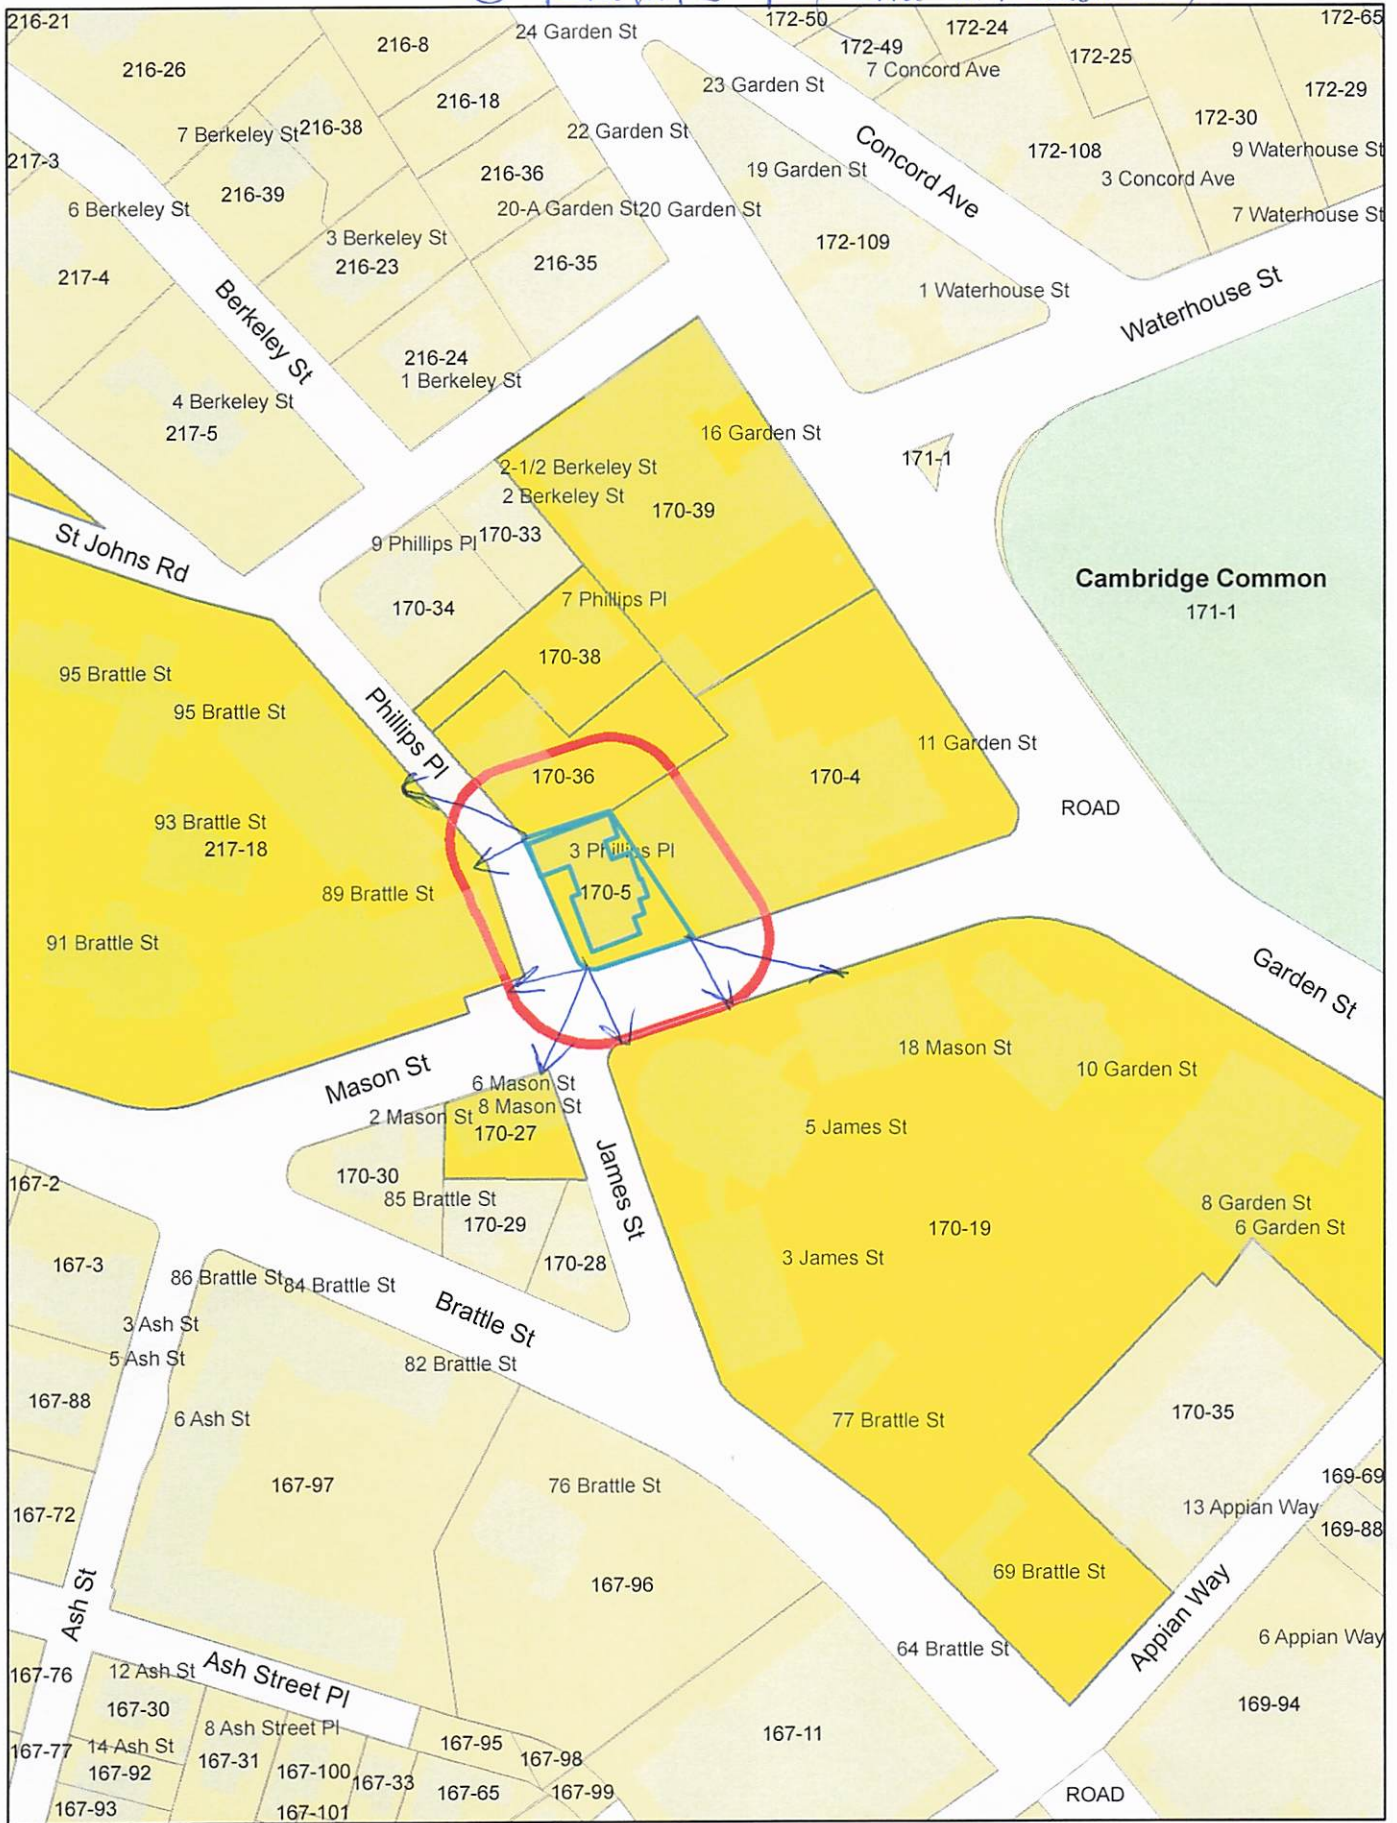 216-21
24 Garden St
172-50
172-24
172-65
216-8
172-49
7 Concord Ave
172-25
216-26
23 Garden St
172-29
216-18
172-30
7 Berkeley St
216-38
22 Garden St
Concord Ave
172-108
9 Waterhouse St
217-3
216-36
19 Garden St
3 Concord Ave
216-39
6 Berkeley St
20-A Garden St
20 Garden St
7 Waterhouse St
3 Berkeley St
172-109
216-23
216-35
217-4
1 Waterhouse St
Waterhouse St
Berkeley St
216-24
1 Berkeley St
4 Berkeley St
217-5
16 Garden St
171-1
2-1/2 Berkeley St
2 Berkeley St
170-39
170-33
9 Phillips Pl
St Johns Rd
Cambridge Common
171-1
7 Phillips Pl
170-34
170-38
95 Brattle St
95 Brattle St
Phillips Pl
11 Garden St
170-36
170-4
ROAD
93 Brattle St
217-18
3 Phillips Pl
170-5
89 Brattle St
91 Brattle St
Garden St
18 Mason St
10 Garden St
Mason St
6 Mason St
8 Mason St
2 Mason St
170-27
5 James St
James St
170-30
167-2
85 Brattle St
8 Garden St
170-29
6 Garden St
170-19
167-3
170-28
3 James St
86 Brattle St
84 Brattle St
Brattle St
3 Ash St
5 Ash St
82 Brattle St
167-88
6 Ash St
77 Brattle St
170-35
167-97
76 Brattle St
169-69
167-72
13 Appian Way
169-88
69 Brattle St
167-96
Ash St
Appian Way
6 Appian Way
64 Brattle St
167-76
12 Ash St
Ash Street Pl
167-30
169-94
8 Ash Street Pl
167-11
167-77
14 Ash St
167-95
167-31
167-98
167-92
167-100
167-33
167-65
167-99
ROAD
167-93
167-101